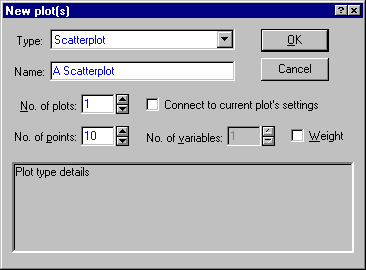 New plot(s)
Type: Scatterplot OK
Name: A Scatterplot Cancel
No. of plots: 1 Connect to current plot's settings
No. of points: 10 No. of variables: 1 Weight
Plot type details